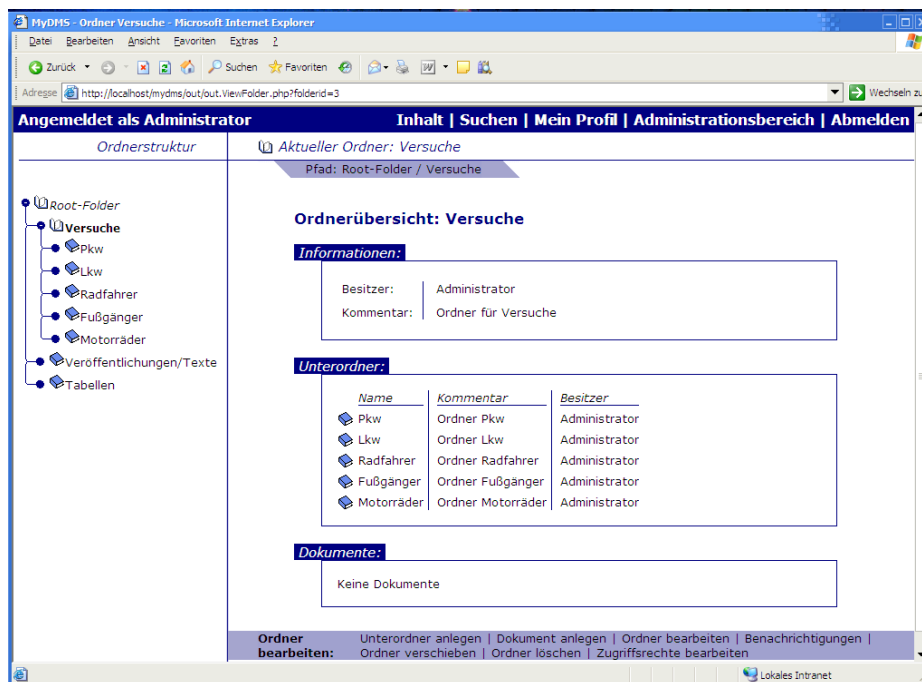 MyDMS - Ordner Versuche - Microsoft Internet Explorer
Datei Bearbeiten Ansicht Favoriten Extras ?
Zurück Suchen Favoriten
Adresse http://localhost/mydms/out/out.ViewFolder.php?folderid=3 Wechseln zu
Angemeldet als Administrator Inhalt | Suchen | Mein Profil | Administrationsbereich | Abmelden
Ordnerstruktur Aktueller Ordner: Versuche
Pfad: Root-Folder / Versuche
Root-Folder
Versuche
Pkw
Lkw
Radfahrer
Fußgänger
Motorräder
Veröffentlichungen/Texte
Tabellen
Ordnerübersicht: Versuche
Informationen:
Besitzer: Administrator
Kommentar: Ordner für Versuche
Unterordner:
Name Kommentar Besitzer
Pkw Ordner Pkw Administrator
Lkw Ordner Lkw Administrator
Radfahrer Ordner Radfahrer Administrator
Fußgänger Ordner Fußgänger Administrator
Motorräder Ordner Motorräder Administrator
Dokumente:
Keine Dokumente
Ordner Unterordner anlegen | Dokument anlegen | Ordner bearbeiten | Benachrichtigungen |
bearbeiten: Ordner verschieben | Ordner löschen | Zugriffsrechte bearbeiten
Lokales Intranet